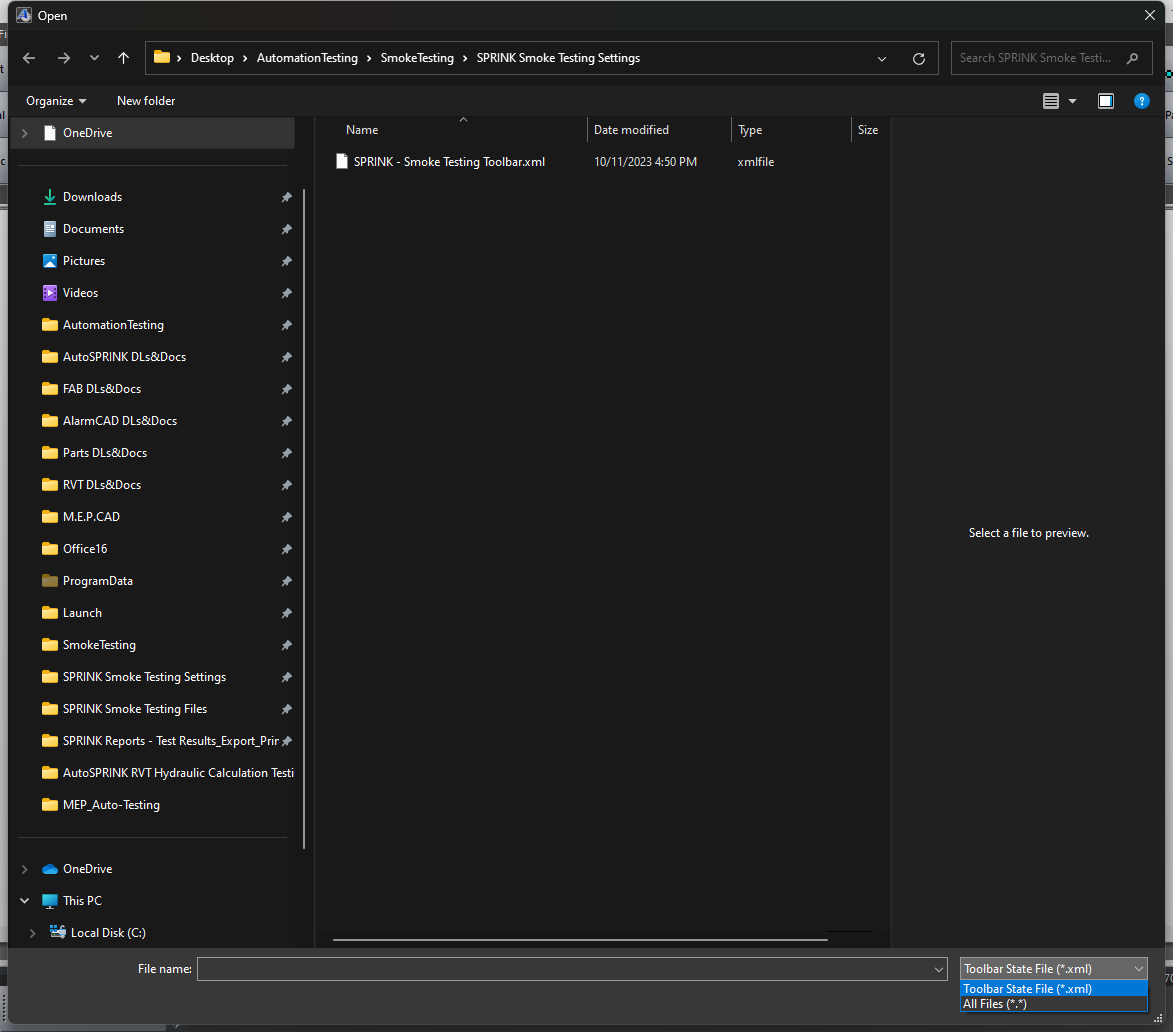 Open
Desktop > AutomationTesting > SmokeTesting > SPRINK Smoke Testing Settings
Search SPRINK Smoke Testi...
Organize
New folder
?
OneDrive
Downloads
Documents
Pictures
Videos
AutomationTesting
AutoSPRINK DLs&Docs
FAB DLs&Docs
AlarmCAD DLs&Docs
Parts DLs&Docs
RVT DLs&Docs
M.E.P.CAD
Office16
ProgramData
Launch
SmokeTesting
SPRINK Smoke Testing Settings
SPRINK Smoke Testing Files
SPRINK Reports - Test Results_Export_Prin
AutoSPRINK RVT Hydraulic Calculation Testi
MEP_Auto-Testing
OneDrive
This PC
Local Disk (C:)
Name Date modified Type Size
SPRINK - Smoke Testing Toolbar.xml 10/11/2023 4:50 PM xmlfile
Select a file to preview.
File name:
Toolbar State File (*.xml)
Toolbar State File (*.xml)
All Files (*.*)